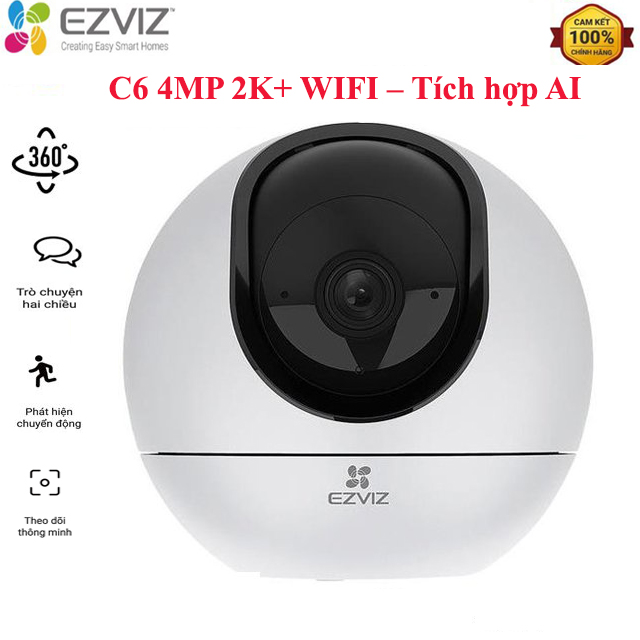 EZVIZ™
Creating Easy Smart Homes
CAM KẾT
100%
CHÍNH HÃNG
C6 4MP 2K+ WIFI – Tích hợp AI
360°
Trò chuyện
hai chiều
Phát hiện
chuyển động
Theo dõi
thông minh
EZVIZ